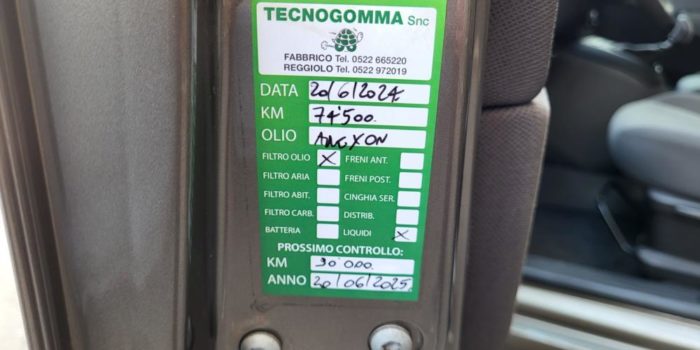 TECNOGOMMA Snc
FABBRICO Tel. 0522 665220
REGGIOLO Tel. 0522 972019
DATA 20/6/2024
KM 74'500.
OLIO
FILTRO OLIO X FRENI ANT.
FILTRO ARIA FRENI POST.
FILTRO ABIT. CINGHIA SER.
FILTRO CARB. DISTRIB.
BATTERIA LIQUIDI X
PROSSIMO CONTROLLO:
KM 90'000.
ANNO 20/06/2025.